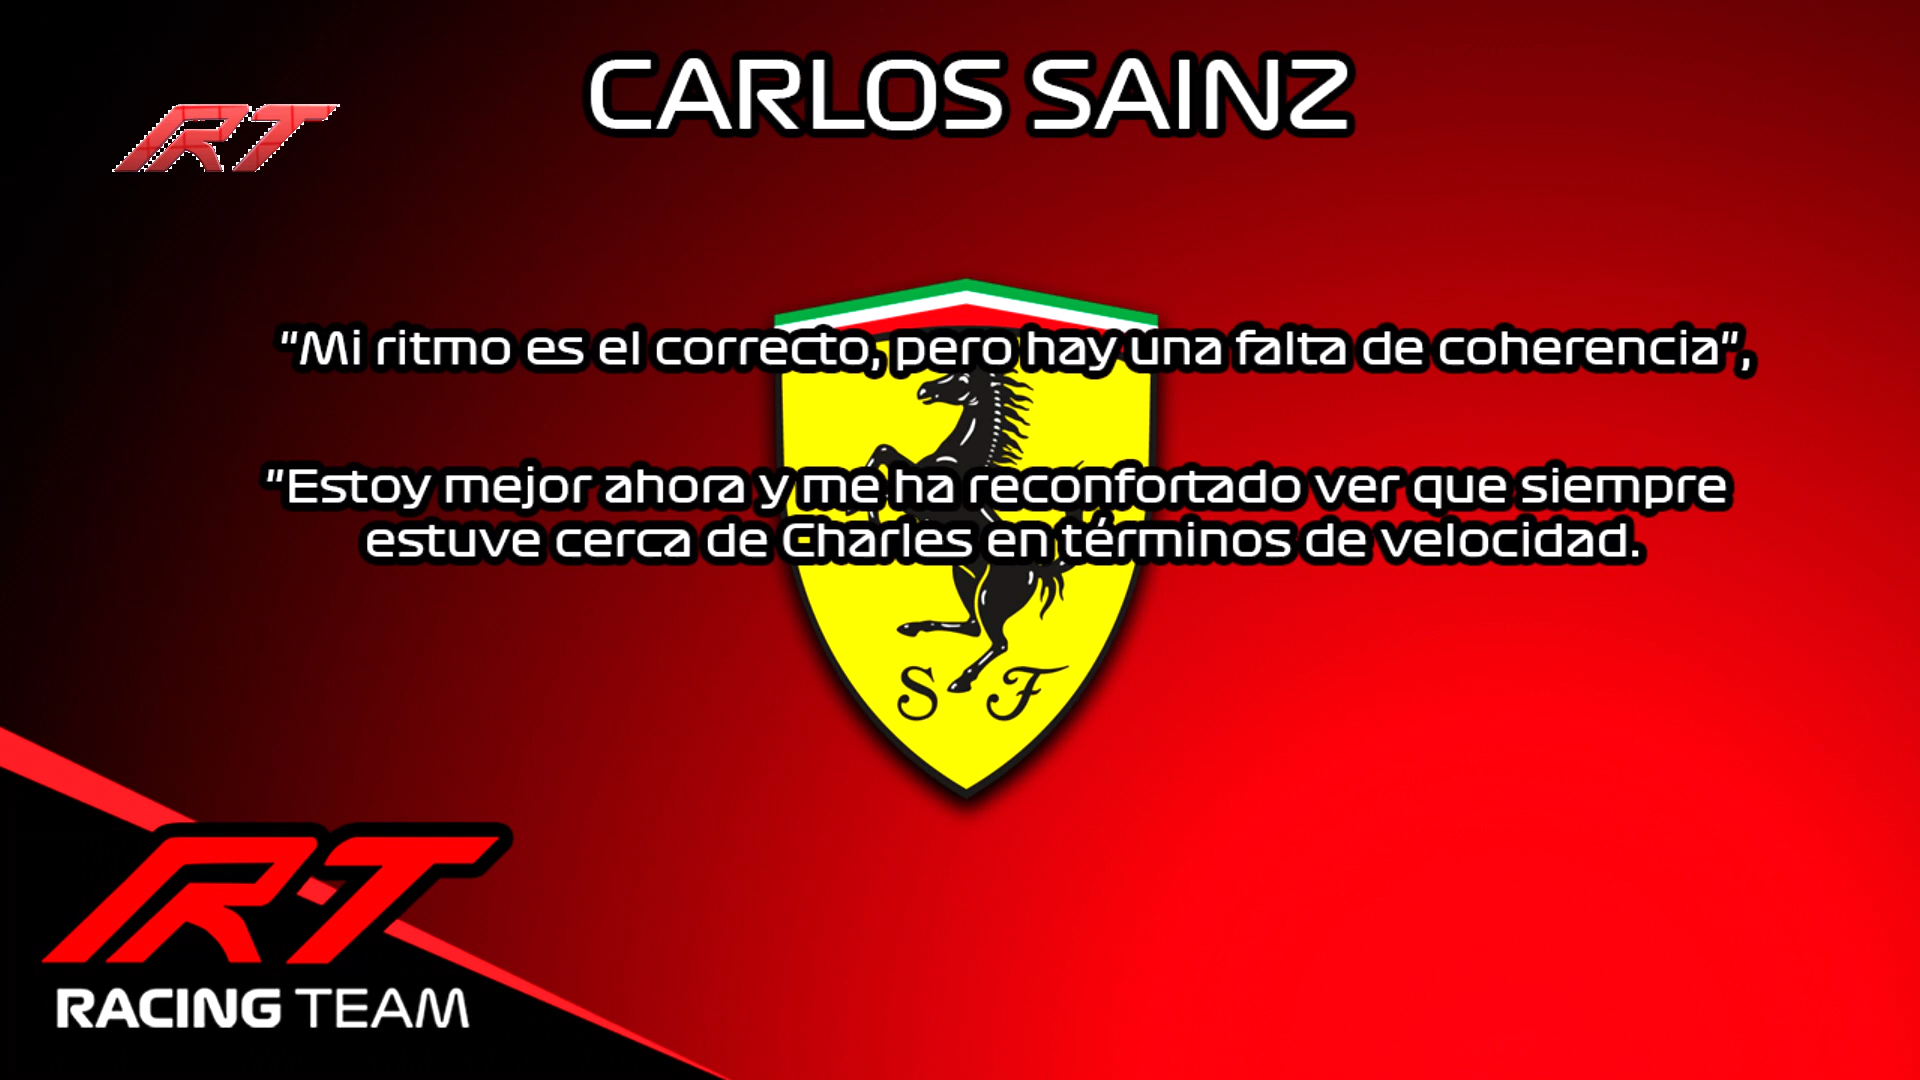 CARLOS SAINZ
RT
"Mi ritmo es el correcto, pero hay una falta de coherencia",
"Estoy mejor ahora y me ha reconfortado ver que siempre
estuve cerca de Charles en términos de velocidad.
S F
RT
RACING TEAM